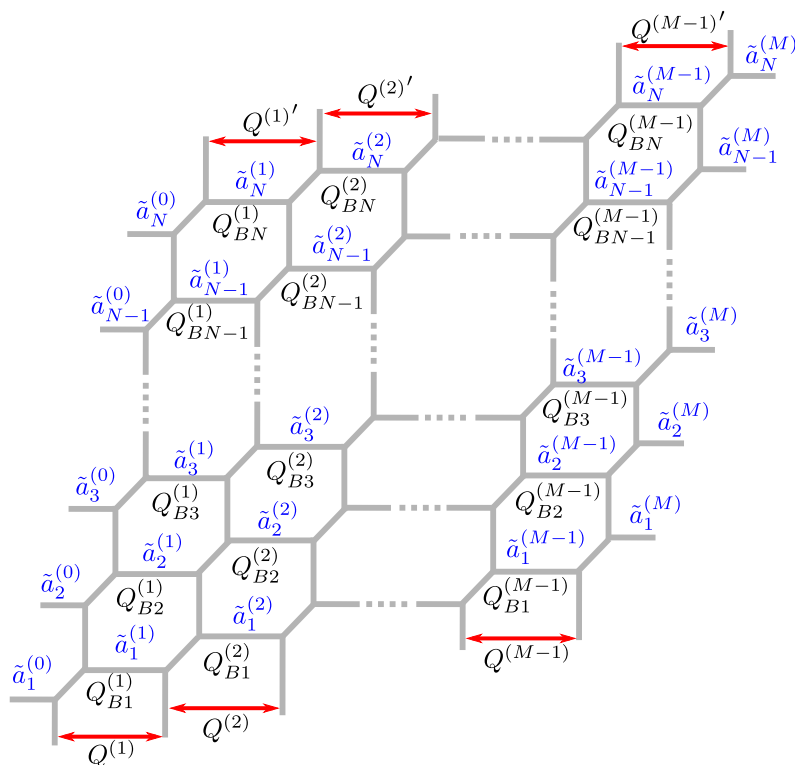 Q^{(M-1)′}
ã_N^{(M)}
ã_N^{(M-1)}
Q^{(1)′} Q^{(2)′}
Q_{BN}^{(M-1)} ã_{N-1}^{(M)}
ã_N^{(0)} ã_N^{(1)} ã_N^{(2)} ã_{N-1}^{(M-1)}
Q_{BN}^{(1)} Q_{BN}^{(2)} Q_{BN-1}^{(M-1)}
ã_{N-1}^{(0)} ã_{N-1}^{(1)} ã_{N-1}^{(2)}
Q_{BN-1}^{(1)} Q_{BN-1}^{(2)}
ã_3^{(M)}
ã_3^{(M-1)}
ã_3^{(2)} Q_{B3}^{(M-1)} ã_2^{(M)}
ã_3^{(0)} ã_3^{(1)} Q_{B3}^{(2)} ã_2^{(M-1)}
Q_{B3}^{(1)} ã_2^{(2)} Q_{B2}^{(M-1)} ã_1^{(M)}
ã_2^{(0)} ã_2^{(1)} Q_{B2}^{(2)} ã_1^{(M-1)}
Q_{B2}^{(1)} ã_1^{(2)} Q_{B1}^{(M-1)}
ã_1^{(0)} ã_1^{(1)} Q_{B1}^{(2)} Q^{(M-1)}
Q_{B1}^{(1)} Q^{(2)}
Q^{(1)}